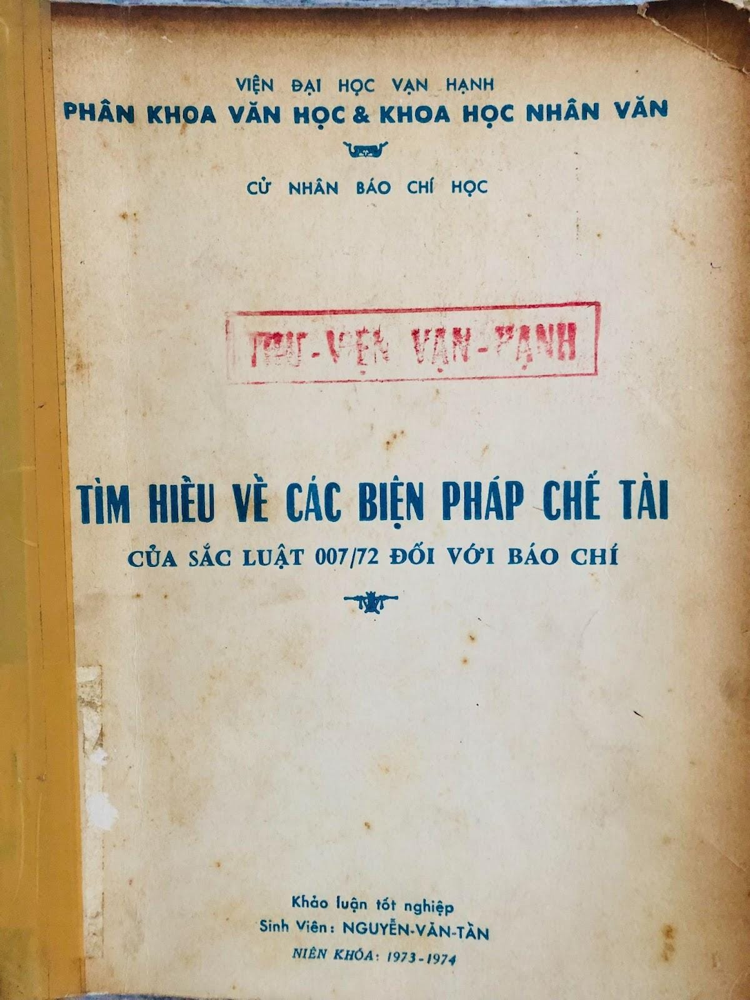 VIỆN ĐẠI HỌC VẠN HẠNH
PHÂN KHOA VĂN HỌC & KHOA HỌC NHÂN VĂN
CỬ NHÂN BÁO CHÍ HỌC
THƯ-VIỆN VẠN-HẠNH
TÌM HIỂU VỀ CÁC BIỆN PHÁP CHẾ TÀI
CỦA SẮC LUẬT 007/72 ĐỐI VỚI BÁO CHÍ
Khảo luận tốt nghiệp
Sinh Viên: NGUYỄN-VĂN-TẦN
NIÊN KHÓA: 1973-1974